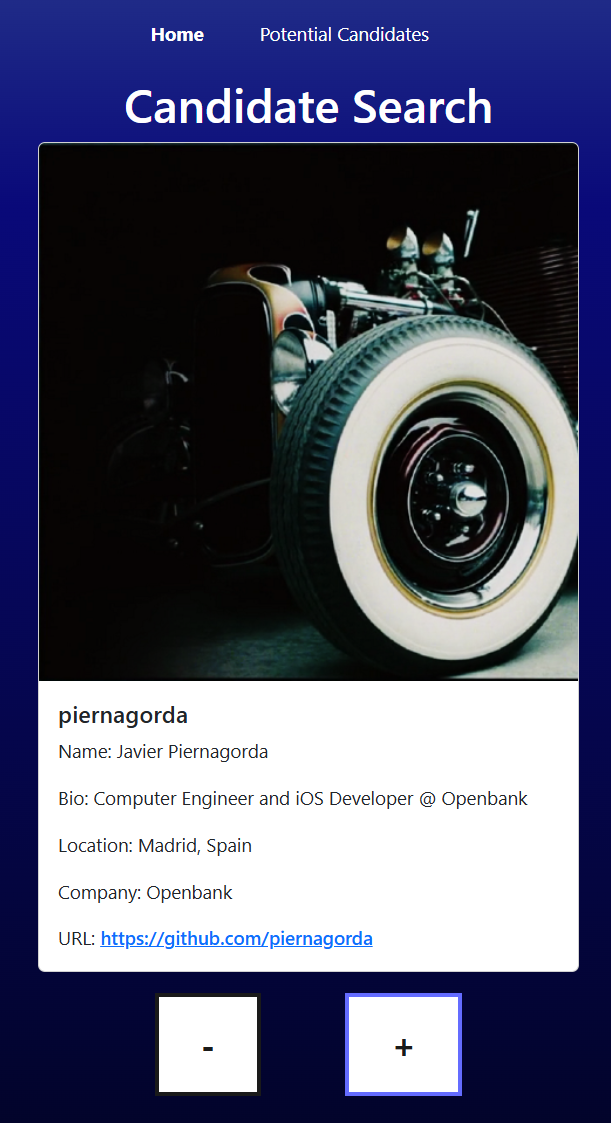 Home Potential Candidates
Candidate Search
piernagorda
Name: Javier Piernagorda
Bio: Computer Engineer and iOS Developer @ Openbank
Location: Madrid, Spain
Company: Openbank
URL: https://github.com/piernagorda
- +